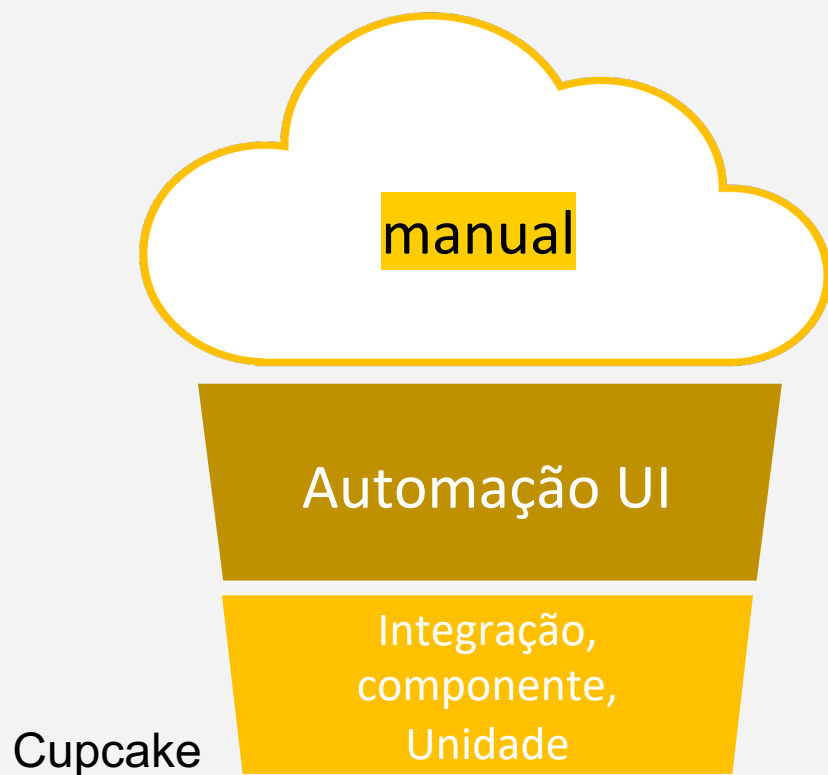 manual
Automação UI
Integração,
componente,
Unidade
Cupcake